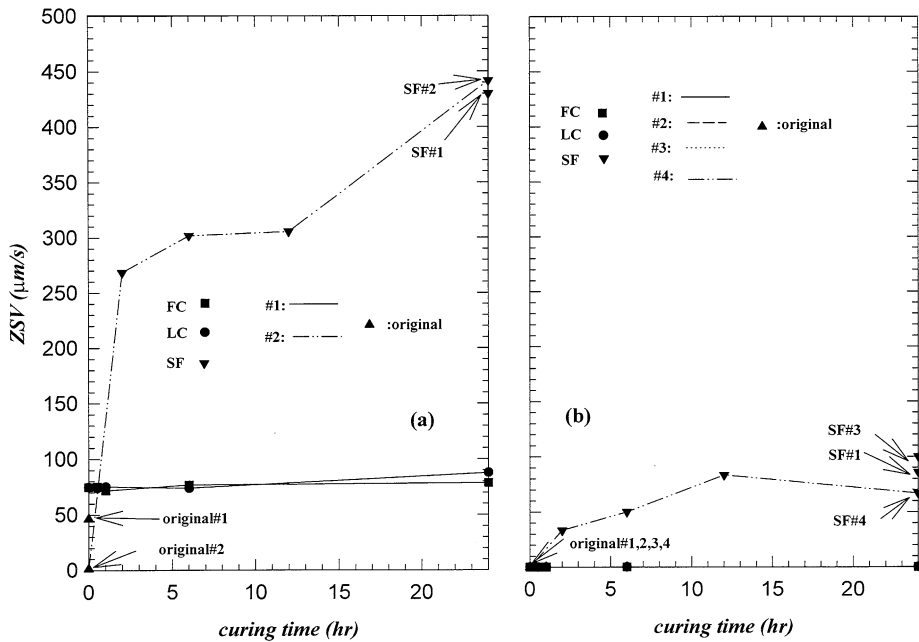 500
450
400
350
300
250
200
150
100
50
0
ZSV (μm/s)
SF#2
SF#1
FC
LC
SF
#1:
#2:
:original
(a)
original#1
original#2
0
5
10
15
20
curing time (hr)
FC
LC
SF
#1:
#2:
#3:
#4:
:original
(b)
SF#3
SF#1
SF#4
original#1,2,3,4
0
5
10
15
20
curing time (hr)